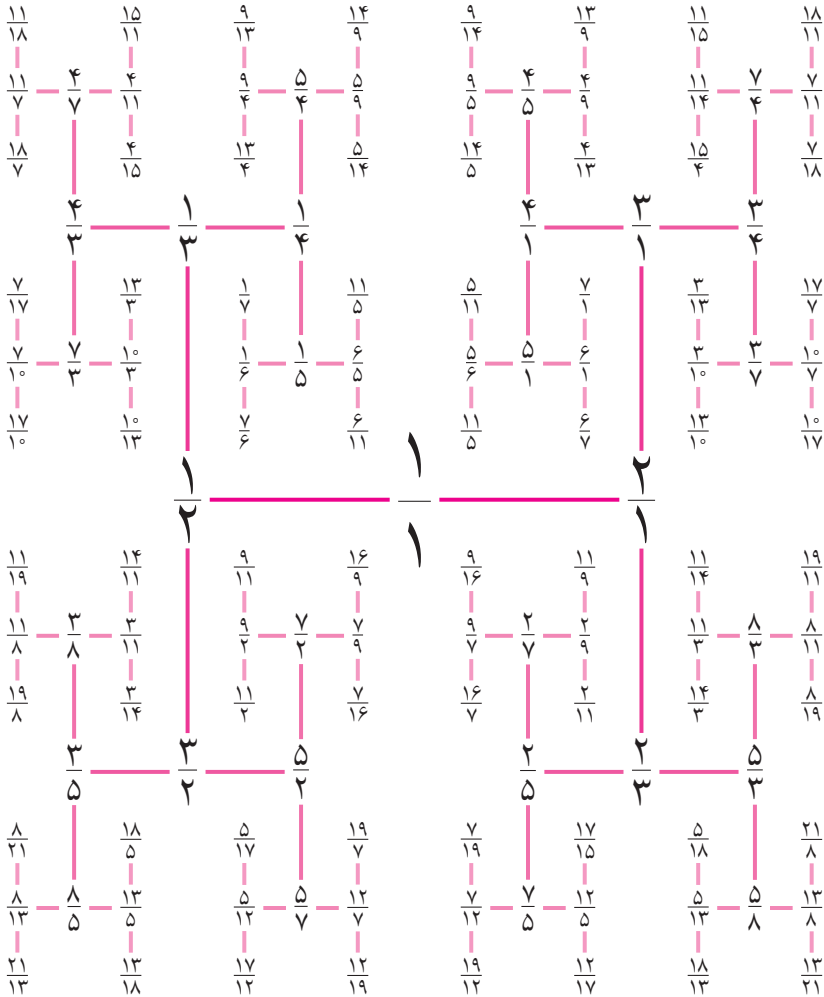 ۱۱/۱۸ ۱۵/۱۱ ۹/۱۳ ۱۴/۹ ۹/۱۴ ۱۳/۹ ۱۱/۱۵ ۱۸/۱۱
۱۱/۷ ۴/۷ ۴/۱۱ ۹/۴ ۵/۴ ۵/۹ ۹/۵ ۴/۵ ۴/۹ ۱۱/۱۴ ۷/۴ ۷/۱۱
۱۸/۷ ۴/۱۵ ۱۳/۴ ۵/۱۴ ۱۴/۵ ۴/۱۳ ۱۵/۴ ۷/۱۸
۴/۳ ۱/۳ ۱/۴ ۴/۱ ۳/۱ ۳/۴
۷/۱۷ ۱۳/۳ ۱/۷ ۱۱/۵ ۵/۱۱ ۷/۱ ۳/۱۳ ۱۷/۷
۷/۱۰ ۷/۳ ۱۰/۳ ۱/۶ ۱/۵ ۶/۵ ۵/۶ ۵/۱ ۶/۱ ۳/۱۰ ۳/۷ ۱۰/۷
۱۷/۱۰ ۱۰/۱۳ ۷/۶ ۶/۱۱ ۱۱/۵ ۶/۷ ۱۳/۱۰ ۱۰/۱۷
۱/۲ ۱/۱ ۲/۱
۱۱/۱۹ ۱۴/۱۱ ۹/۱۱ ۱۶/۹ ۹/۱۶ ۱۱/۹ ۱۱/۱۴ ۱۹/۱۱
۱۱/۸ ۳/۸ ۳/۱۱ ۹/۲ ۷/۲ ۷/۹ ۹/۷ ۲/۷ ۲/۹ ۱۱/۳ ۸/۳ ۸/۱۱
۱۹/۸ ۳/۱۴ ۱۱/۲ ۷/۱۶ ۱۶/۷ ۲/۱۱ ۱۴/۳ ۸/۱۹
۳/۵ ۳/۲ ۵/۲ ۲/۵ ۲/۳ ۵/۳
۸/۲۱ ۱۸/۵ ۵/۱۷ ۱۹/۷ ۷/۱۹ ۱۷/۱۵ ۵/۱۸ ۲۱/۸
۸/۱۳ ۸/۵ ۱۳/۵ ۵/۱۲ ۵/۷ ۱۲/۷ ۷/۱۲ ۷/۵ ۱۲/۵ ۵/۱۳ ۵/۸ ۱۳/۸
۲۱/۱۳ ۱۳/۱۸ ۱۷/۱۲ ۱۲/۱۹ ۱۹/۱۲ ۱۲/۱۷ ۱۸/۱۳ ۱۳/۲۱